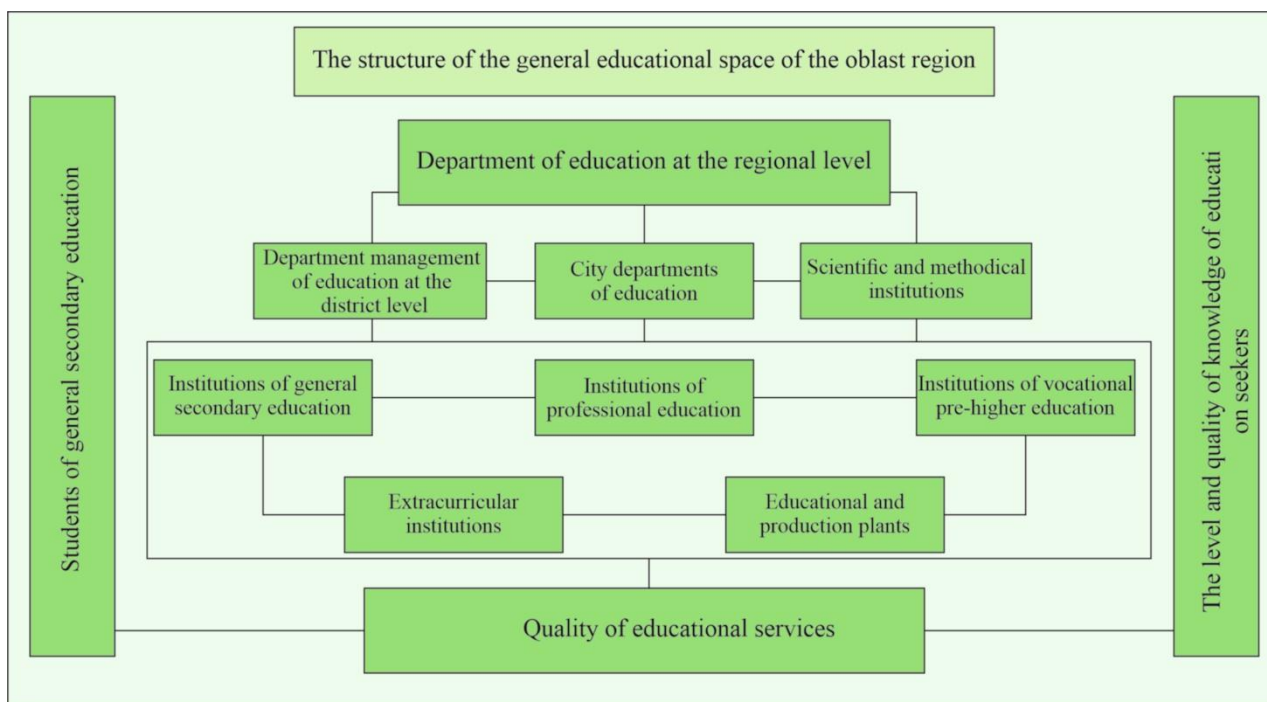 The structure of the general educational space of the oblast region
Students of general secondary education
Department of education at the regional level
Department management
of education at the
district level
City departments
of education
Scientific and methodical
institutions
Institutions of general
secondary education
Institutions of
professional education
Institutions of vocational
pre-higher education
Extracurricular
institutions
Educational and
production plants
Quality of educational services
The level and quality of knowledge of educati
on seekers